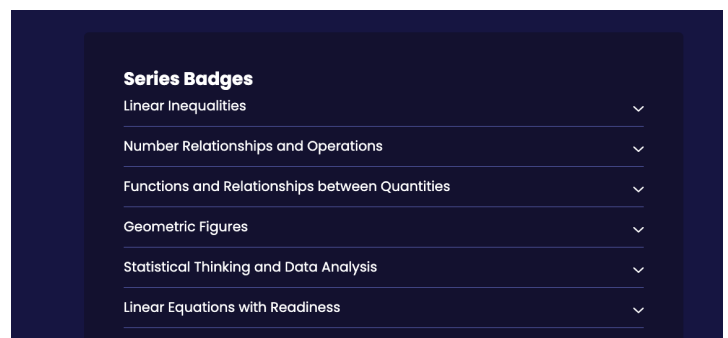 Series Badges
Linear Inequalities
Number Relationships and Operations
Functions and Relationships between Quantities
Geometric Figures
Statistical Thinking and Data Analysis
Linear Equations with Readiness